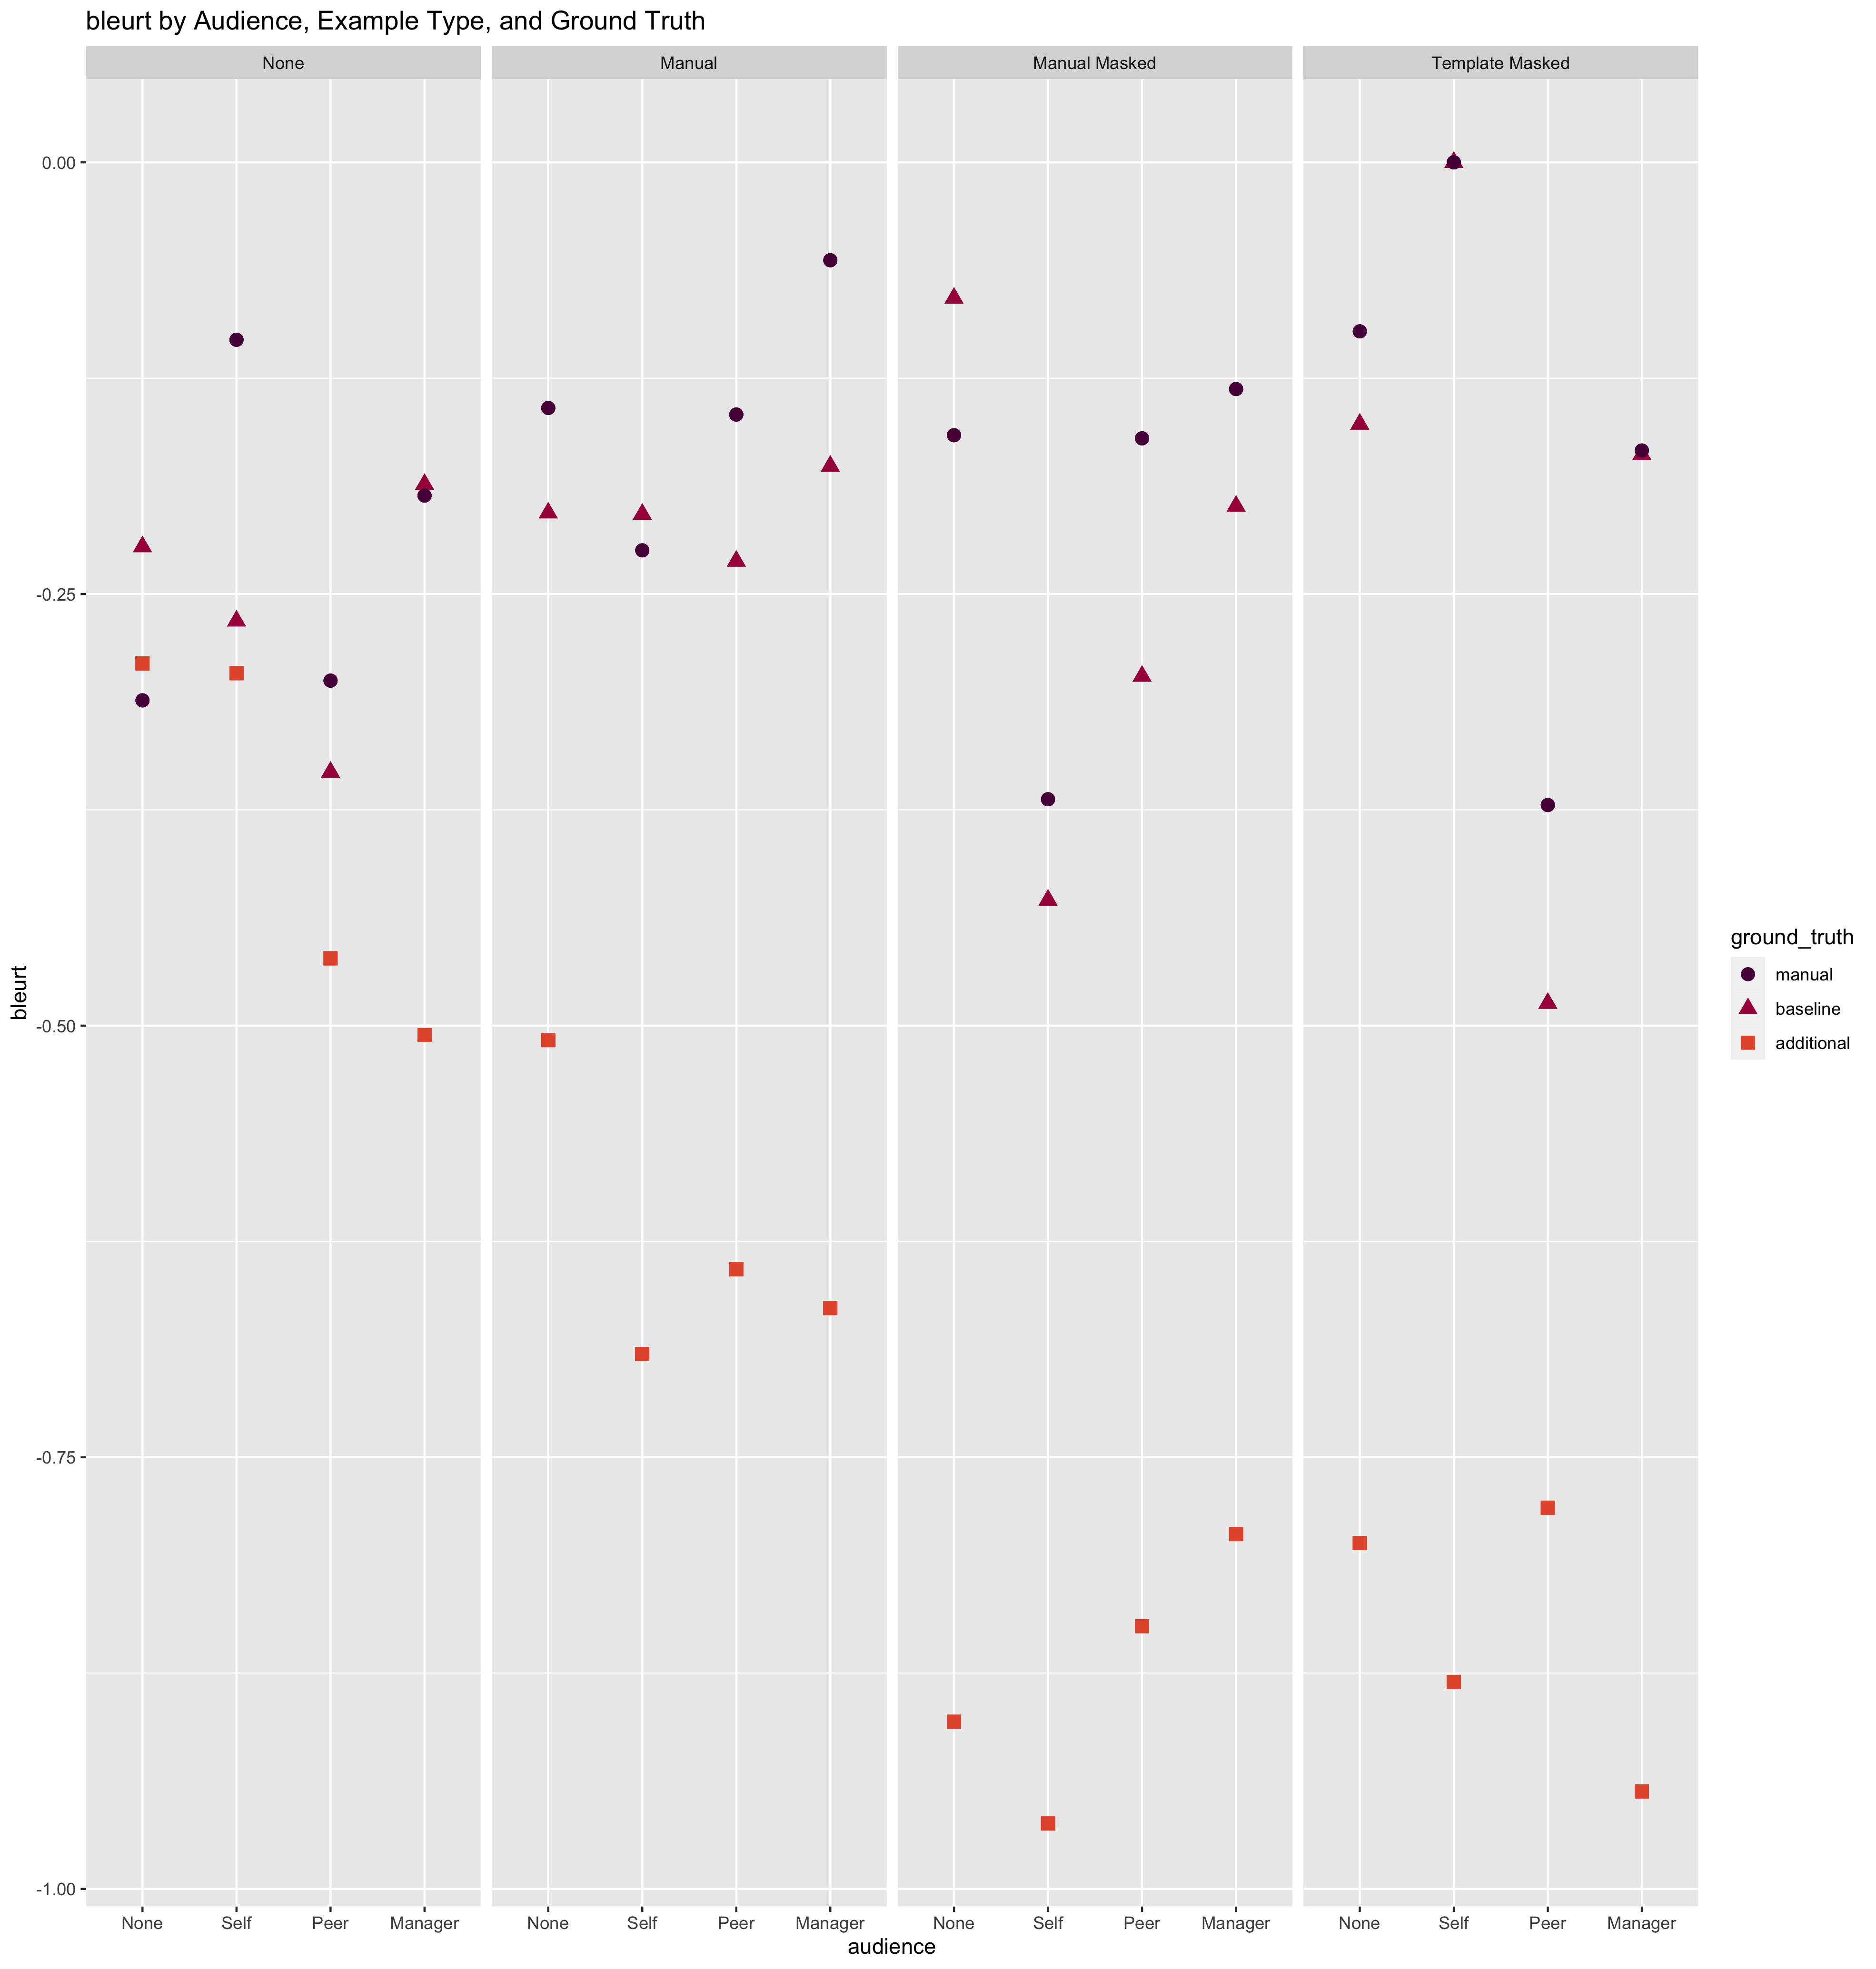 bleurt by Audience, Example Type, and Ground Truth
None Manual Manual Masked Template Masked
0.00
-0.25
-0.50
-0.75
-1.00
bleurt
None Self Peer Manager None Self Peer Manager None Self Peer Manager None Self Peer Manager
audience
ground_truth
manual
baseline
additional